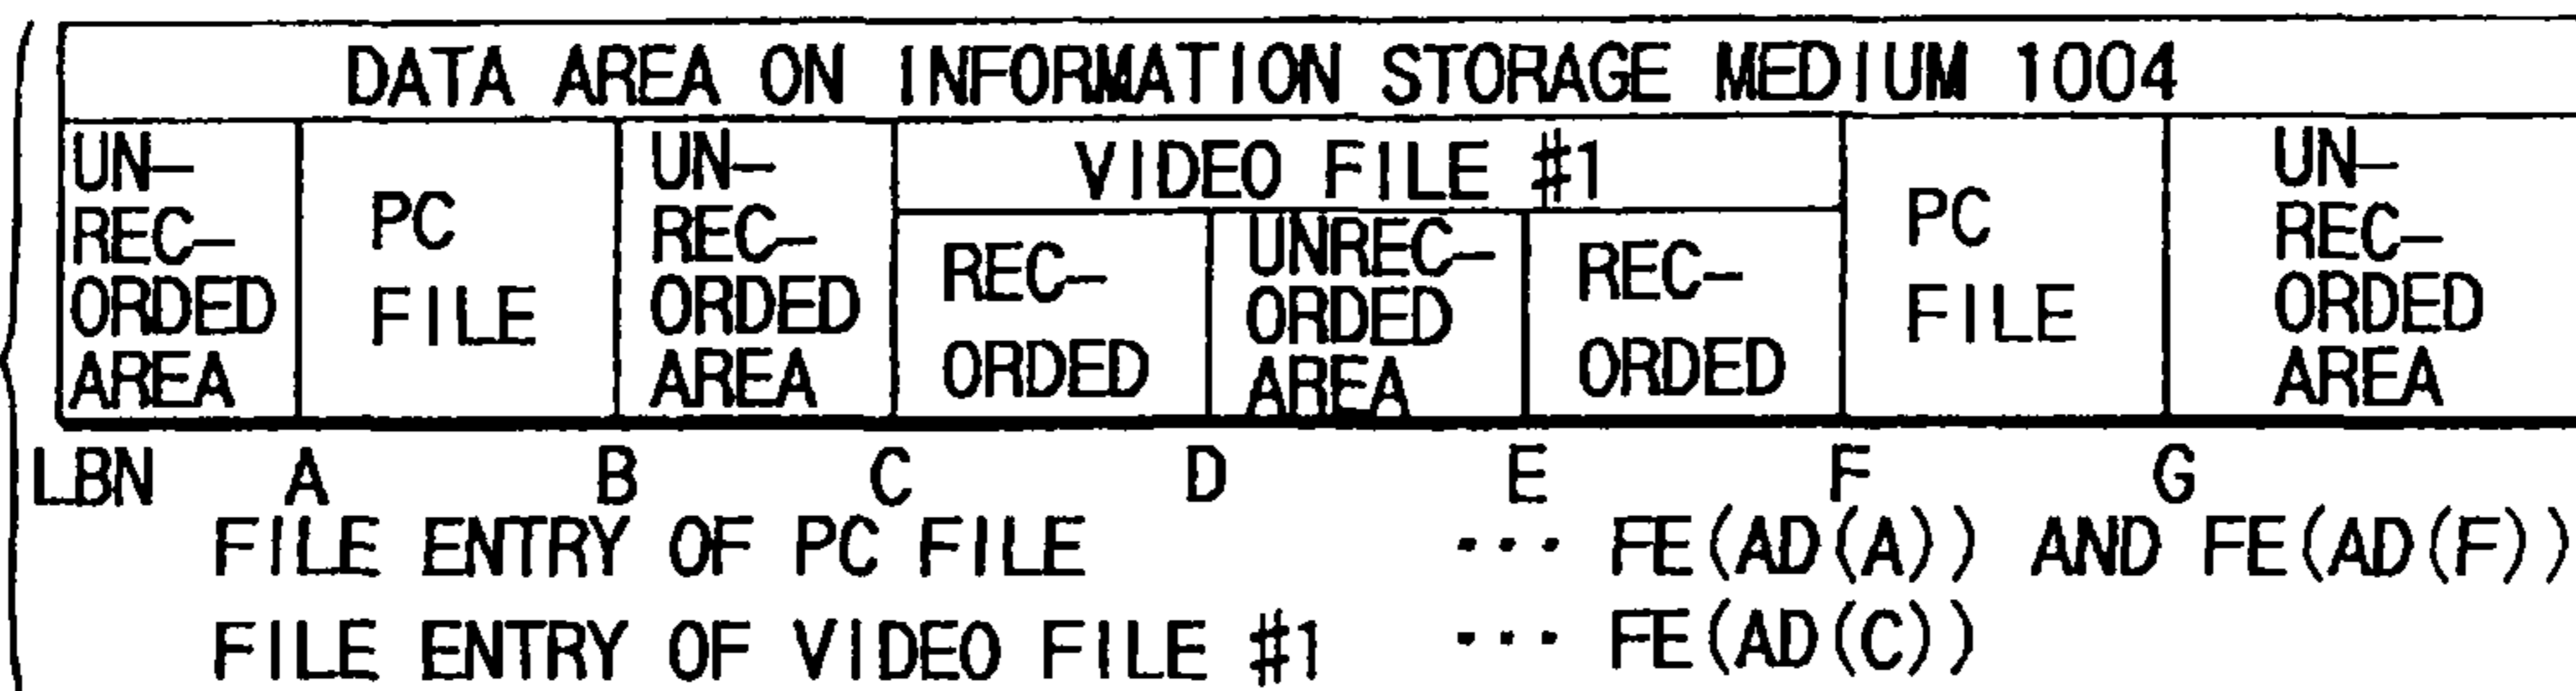 DATA AREA ON INFORMATION STORAGE MEDIUM 1004
UN-
REC-
ORDED
AREA
PC
FILE
UN-
REC-
ORDED
AREA
VIDEO FILE #1
REC-
ORDED
UNREC-
ORDED
AREA
REC-
ORDED
PC
FILE
UN-
REC-
ORDED
AREA
LBN A B C D E F G
FILE ENTRY OF PC FILE ··· FE(AD(A)) AND FE(AD(F))
FILE ENTRY OF VIDEO FILE #1 ··· FE(AD(C))